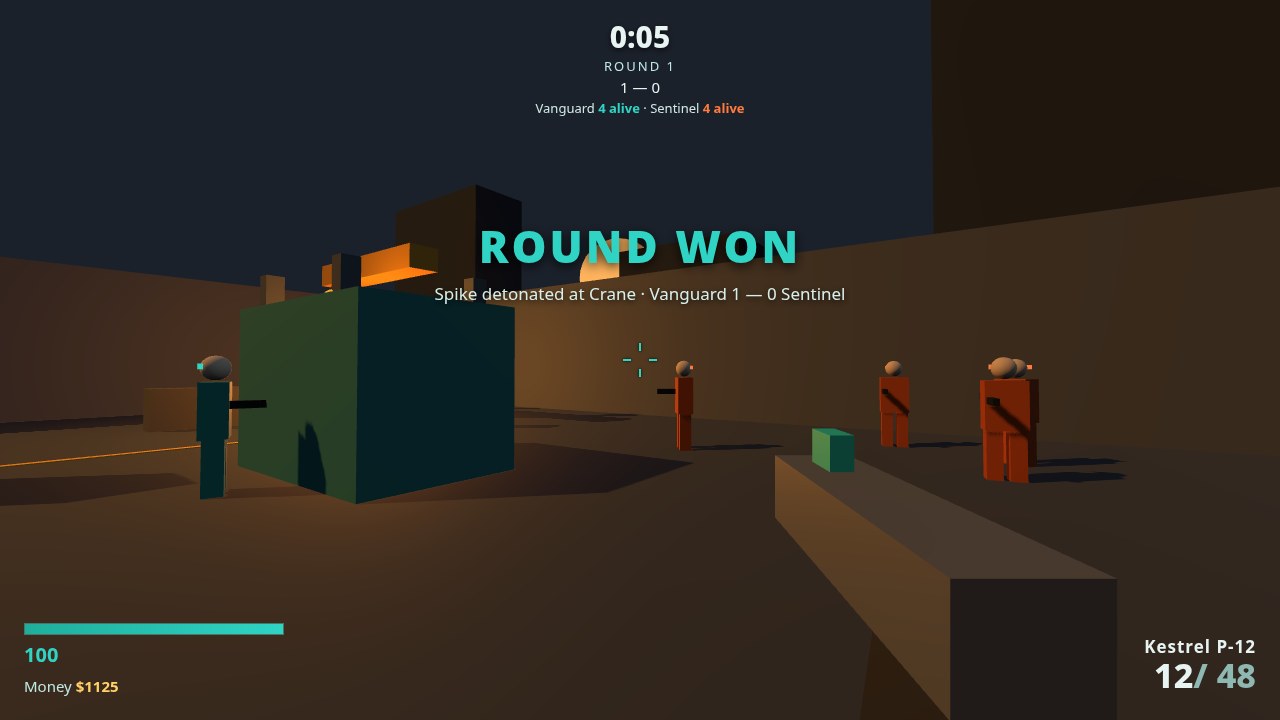 0:05
ROUND 1
1 — 0
Vanguard 4 alive · Sentinel 4 alive
ROUND WON
Spike detonated at Crane · Vanguard 1 — 0 Sentinel
100
Money $1125
Kestrel P-12
12/ 48